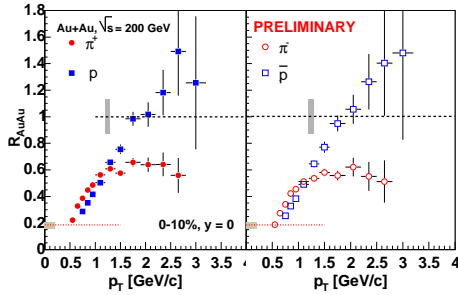 Au+Au, √s = 200 GeV
π⁺
p
0-10%, y = 0
PRELIMINARY
π⁻
p̅
R_AuAu
1.8
1.6
1.4
1.2
1
0.8
0.6
0.4
0.2
0
0 0.5 1 1.5 2 2.5 3 3.5 4
0.5 1 1.5 2 2.5 3 3.5 4
p_T [GeV/c]
p_T [GeV/c]